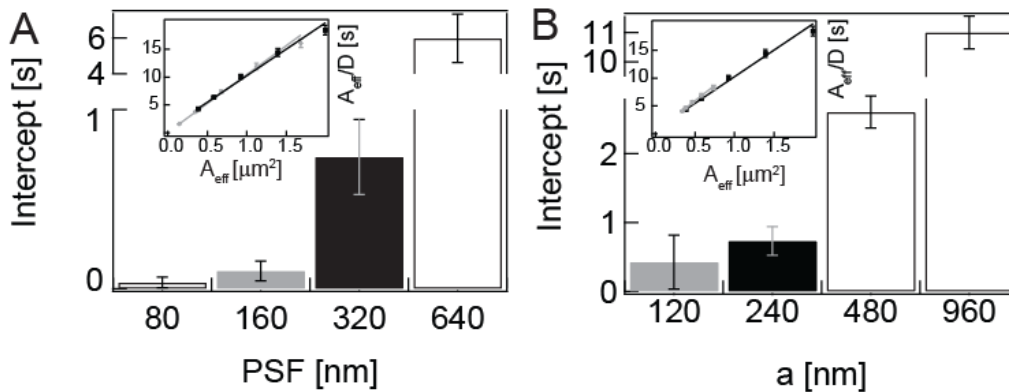 A
Intercept [s]
6
4
1
0
15
10
5
0.0
0.5
1.0
1.5
A_eff [μm²]
A_eff/D [s]
80 160 320 640
PSF [nm]
B
Intercept [s]
11
10
2
1
0
15
10
5
0.0
0.5
1.0
1.5
A_eff [μm²]
A_eff/D [s]
120 240 480 960
a [nm]